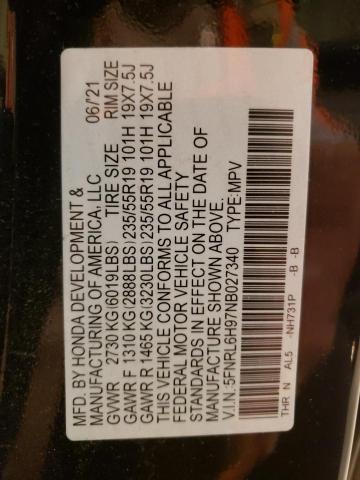 MFD. BY HONDA DEVELOPMENT &
MANUFACTURING OF AMERICA, LLC 06/21
GVWR 2730 KG(6019LBS) TIRE SIZE RIM SIZE
GAWR F 1310 KG(2888LBS)235/55R19 101H 19X7.5J
GAWR R 1465 KG(3230LBS)235/55R19 101H 19X7.5J
THIS VEHICLE CONFORMS TO ALL APPLICABLE
FEDERAL MOTOR VEHICLE SAFETY
STANDARDS IN EFFECT ON THE DATE OF
MANUFACTURE SHOWN ABOVE.
V.I.N.:5FNRL6H97NB027340 TYPE:MPV
THR N AL5 -NH731P -B -B